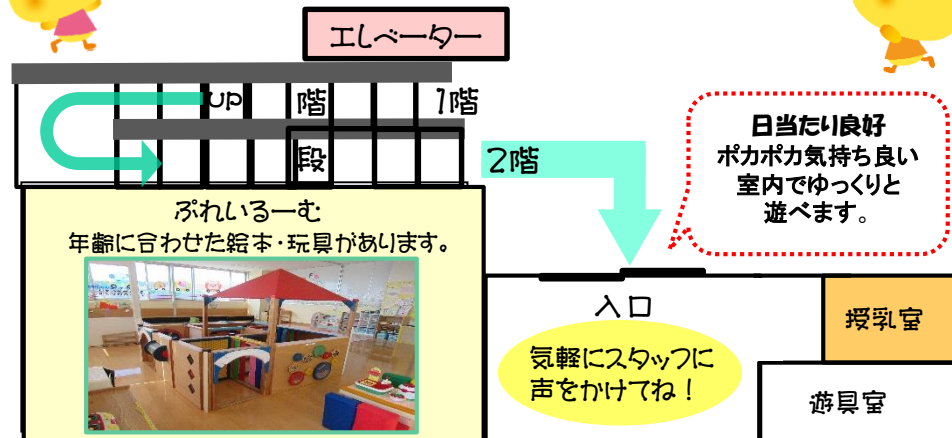 エレベーター
up
階
1階
段
2階
日当たり良好
ポカポカ気持ち良い
室内でゆっくりと
遊べます。
ぷれいるーむ
年齢に合わせた絵本・玩具があります。
入口
気軽にスタッフに
声をかけてね！
授乳室
遊具室